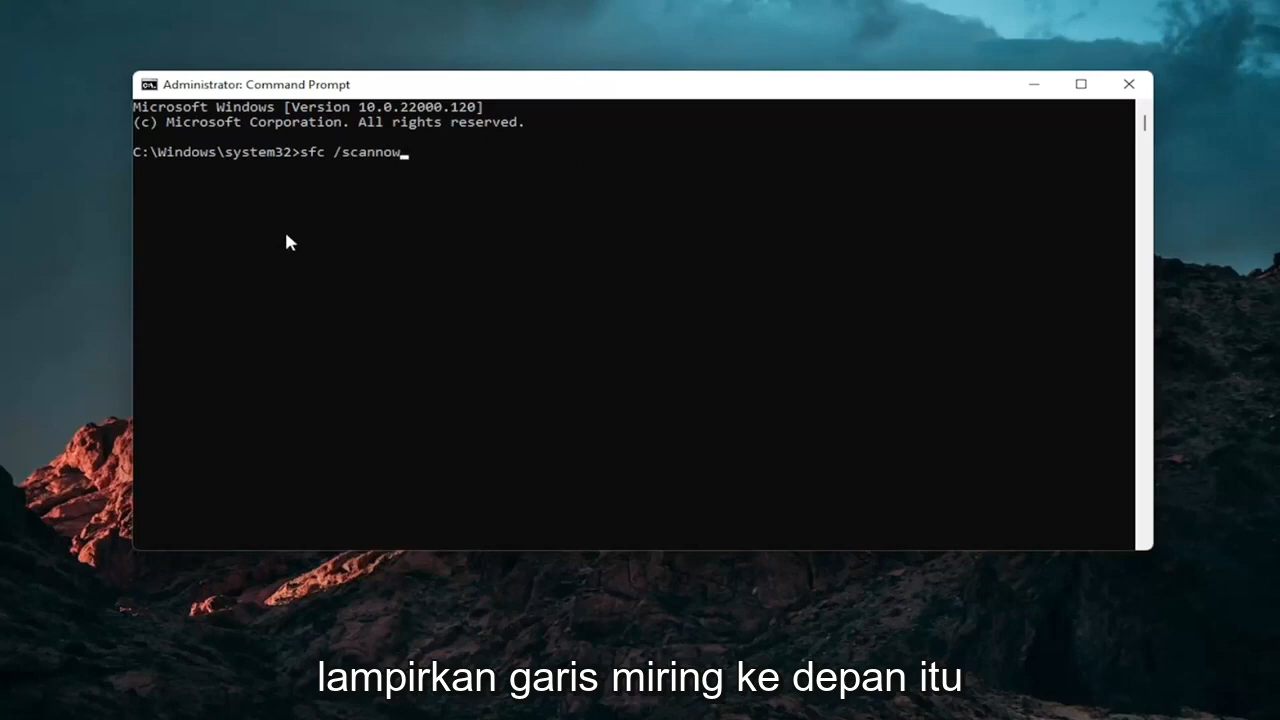 Administrator: Command Prompt
Microsoft Windows [Version 10.0.22000.120]
(c) Microsoft Corporation. All rights reserved.
C:\Windows\system32>sfc /scannow
lampirkan garis miring ke depan itu